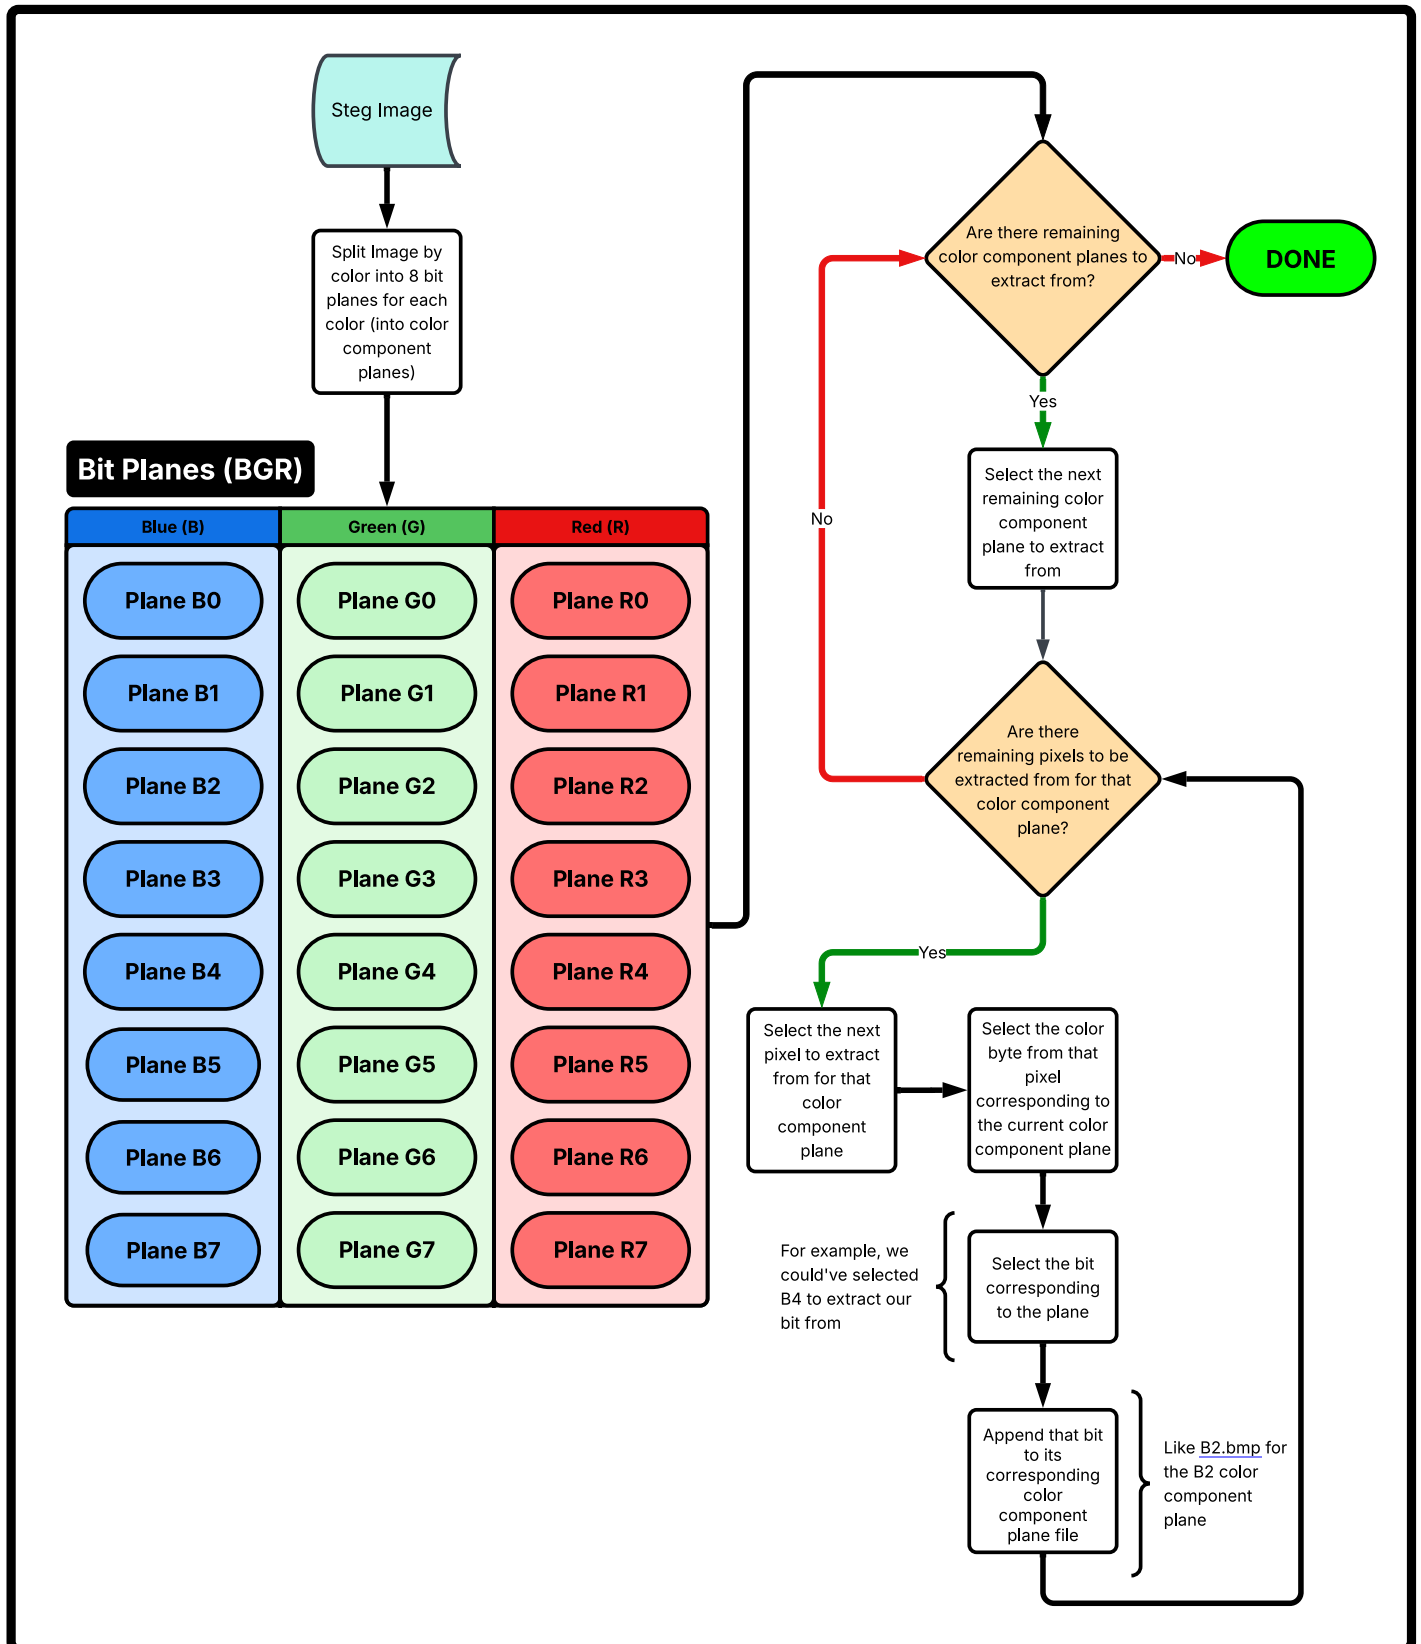 Steg Image
Split Image by
color into 8 bit
planes for each
color (into color
component
planes)
Bit Planes (BGR)
Blue (B)
Green (G)
Red (R)
Plane B0
Plane G0
Plane R0
Plane B1
Plane G1
Plane R1
Plane B2
Plane G2
Plane R2
Plane B3
Plane G3
Plane R3
Plane B4
Plane G4
Plane R4
Plane B5
Plane G5
Plane R5
Plane B6
Plane G6
Plane R6
Plane B7
Plane G7
Plane R7
Are there remaining
color component planes to
extract from?
No
DONE
Yes
Select the next
remaining color
component
plane to extract
from
No
Are there
remaining pixels to be
extracted from for that
color component
plane?
Yes
Select the next
pixel to extract
from for that
color
component
plane
Select the color
byte from that
pixel
corresponding to
the current color
component plane
For example, we
could've selected
B4 to extract our
bit from
Select the bit
corresponding
to the plane
Append that bit
to its
corresponding
color
component
plane file
Like B2.bmp for
the B2 color
component
plane